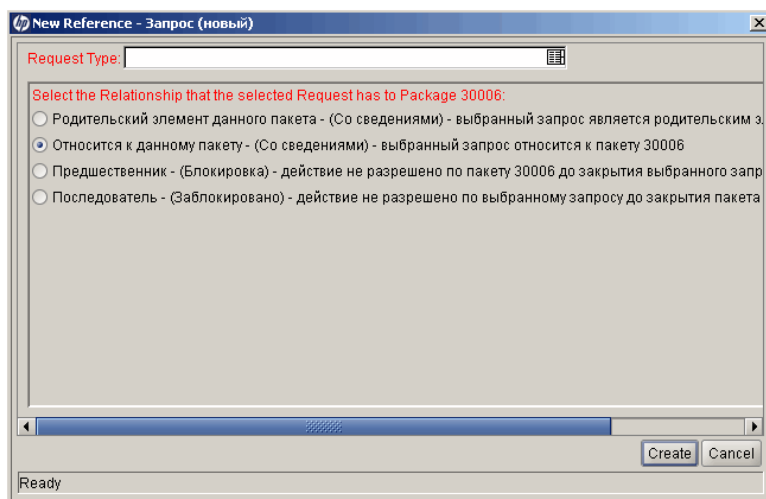 hp New Reference - Запрос (новый)
Request Type:
Select the Relationship that the selected Request has to Package 30006:
Родительский элемент данного пакета - (Со сведениями) - выбранный запрос является родительским э
Относится к данному пакету - (Со сведениями) - выбранный запрос относится к пакету 30006
Предшественник - (Блокировка) - действие не разрешено по пакету 30006 до закрытия выбранного запр
Последователь - (Заблокировано) - действие не разрешено по выбранному запросу до закрытия пакета
Create Cancel
Ready